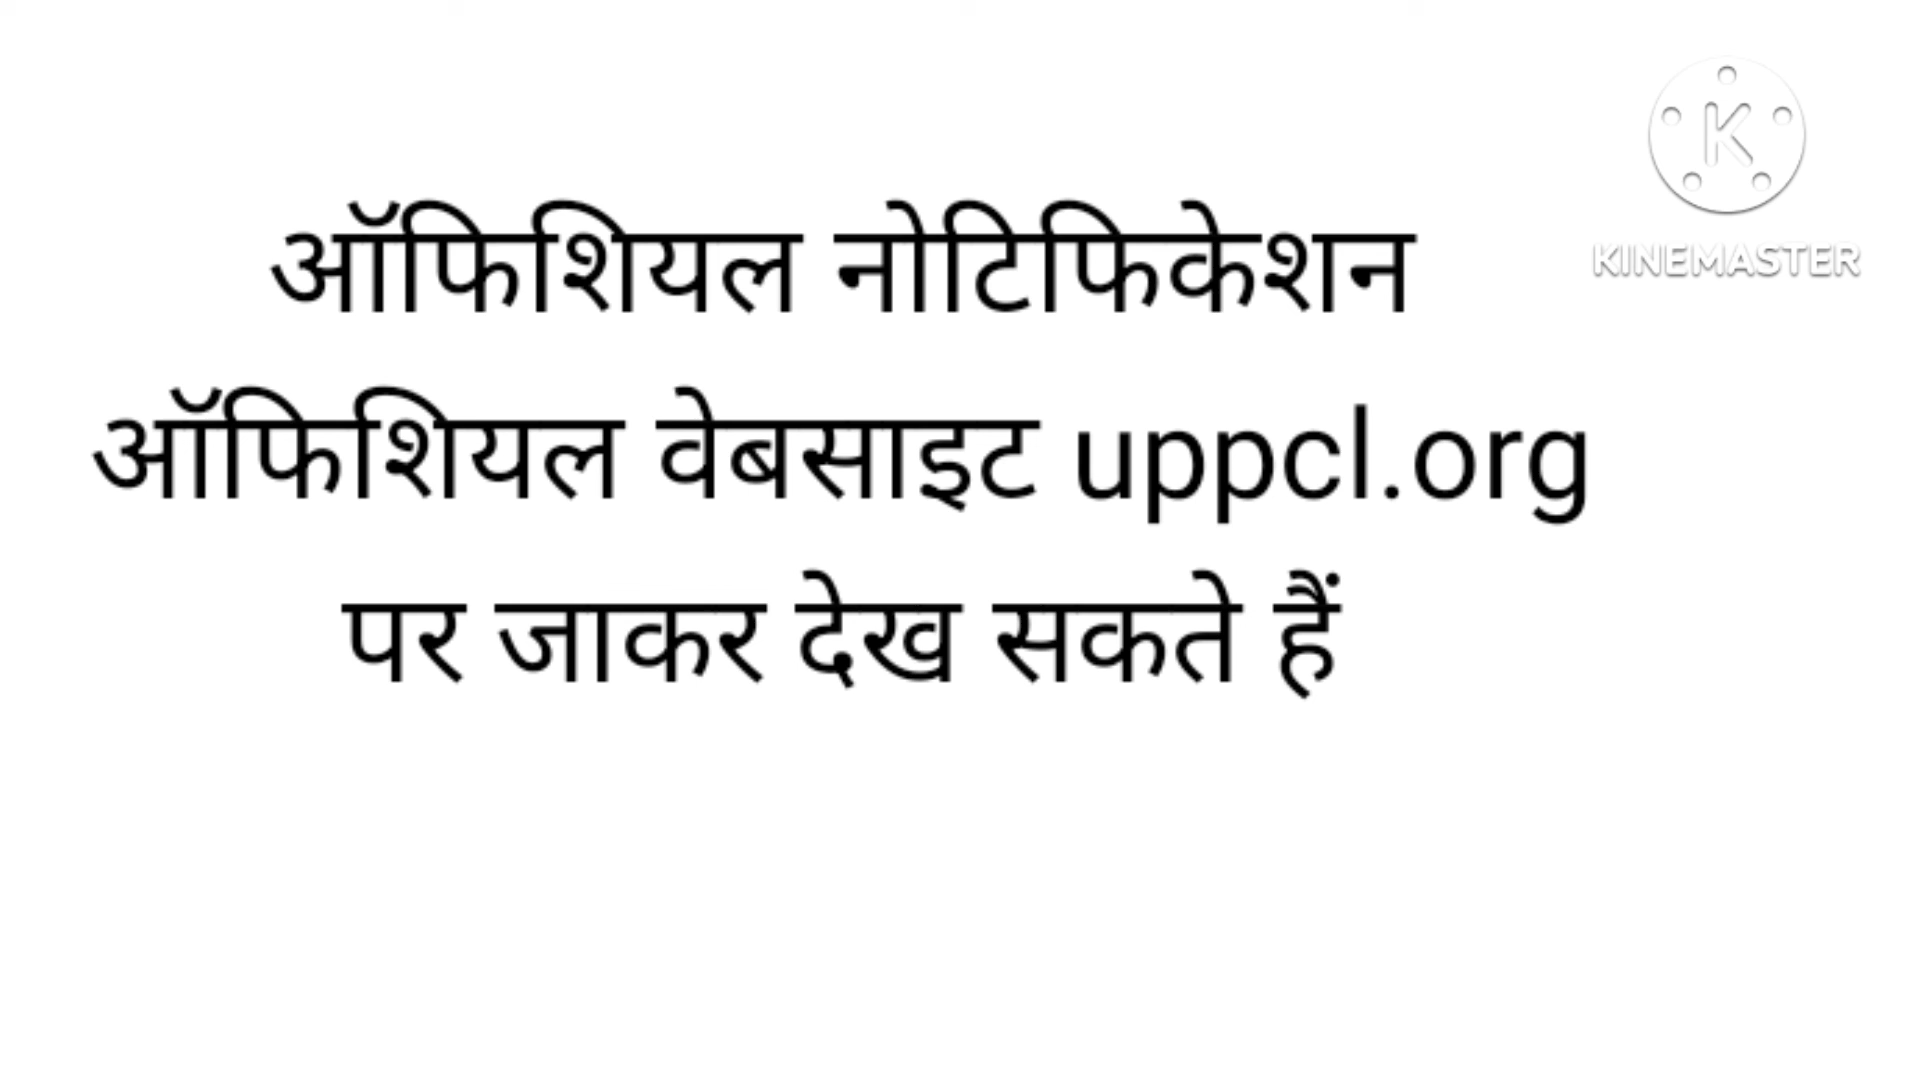 ऑफिशियल नोटिफिकेशन
ऑफिशियल वेबसाइट uppcl.org
पर जाकर देख सकते हैं
K
KINEMASTER